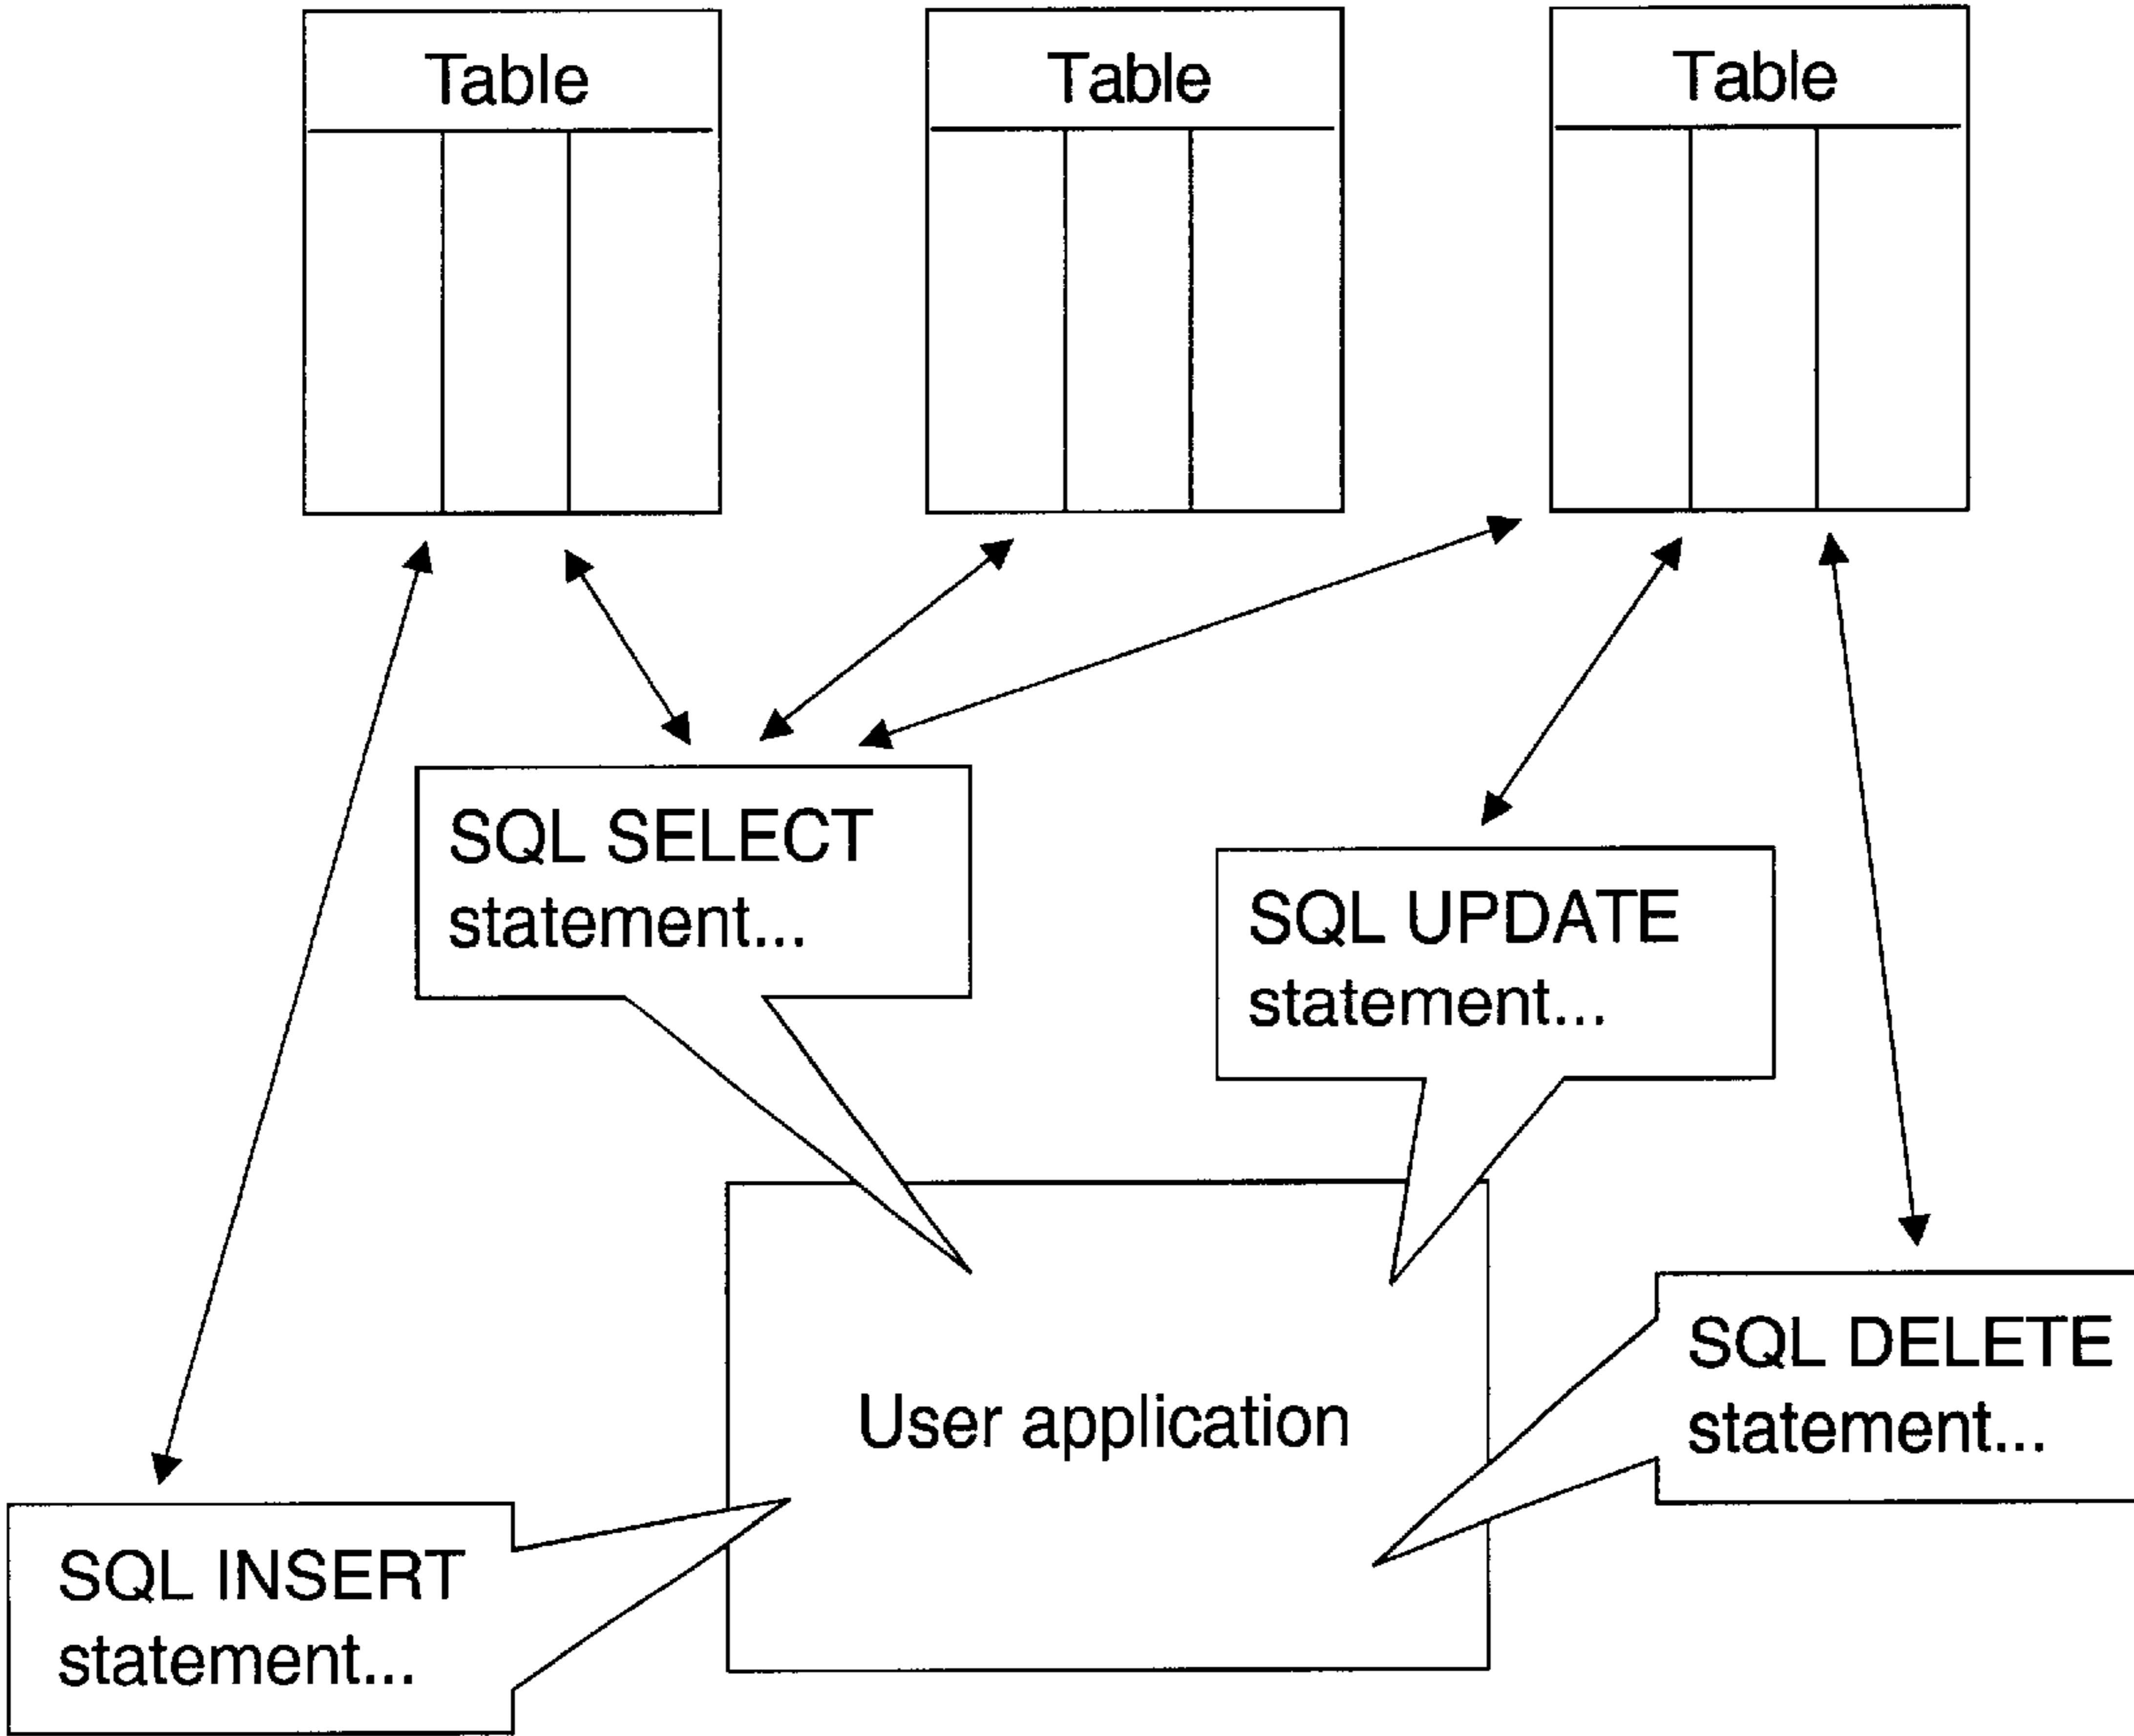 Table
Table
Table
SQL SELECT
statement...
SQL UPDATE
statement...
User application
SQL DELETE
statement...
SQL INSERT
statement...